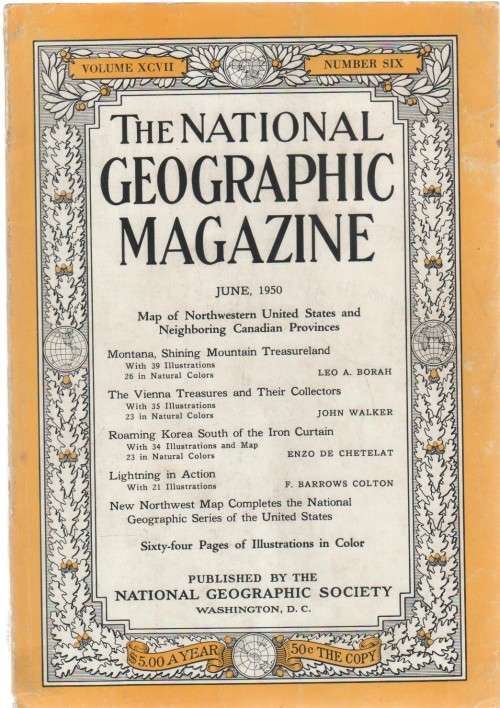 VOLUME XCVII
NUMBER SIX
THE NATIONAL
GEOGRAPHIC
MAGAZINE
JUNE, 1950
Map of Northwestern United States and
Neighboring Canadian Provinces
Montana, Shining Mountain Treasureland
With 39 Illustrations
26 in Natural Colors LEO A. BORAH
The Vienna Treasures and Their Collectors
With 35 Illustrations
23 in Natural Colors JOHN WALKER
Roaming Korea South of the Iron Curtain
With 34 Illustrations and Map
23 in Natural Colors ENZO DE CHETELAT
Lightning in Action
With 21 Illustrations F. BARROWS COLTON
New Northwest Map Completes the National
Geographic Series of the United States
Sixty-four Pages of Illustrations in Color
PUBLISHED BY THE
NATIONAL GEOGRAPHIC SOCIETY
WASHINGTON, D. C.
$5.00 A YEAR
50c THE COPY